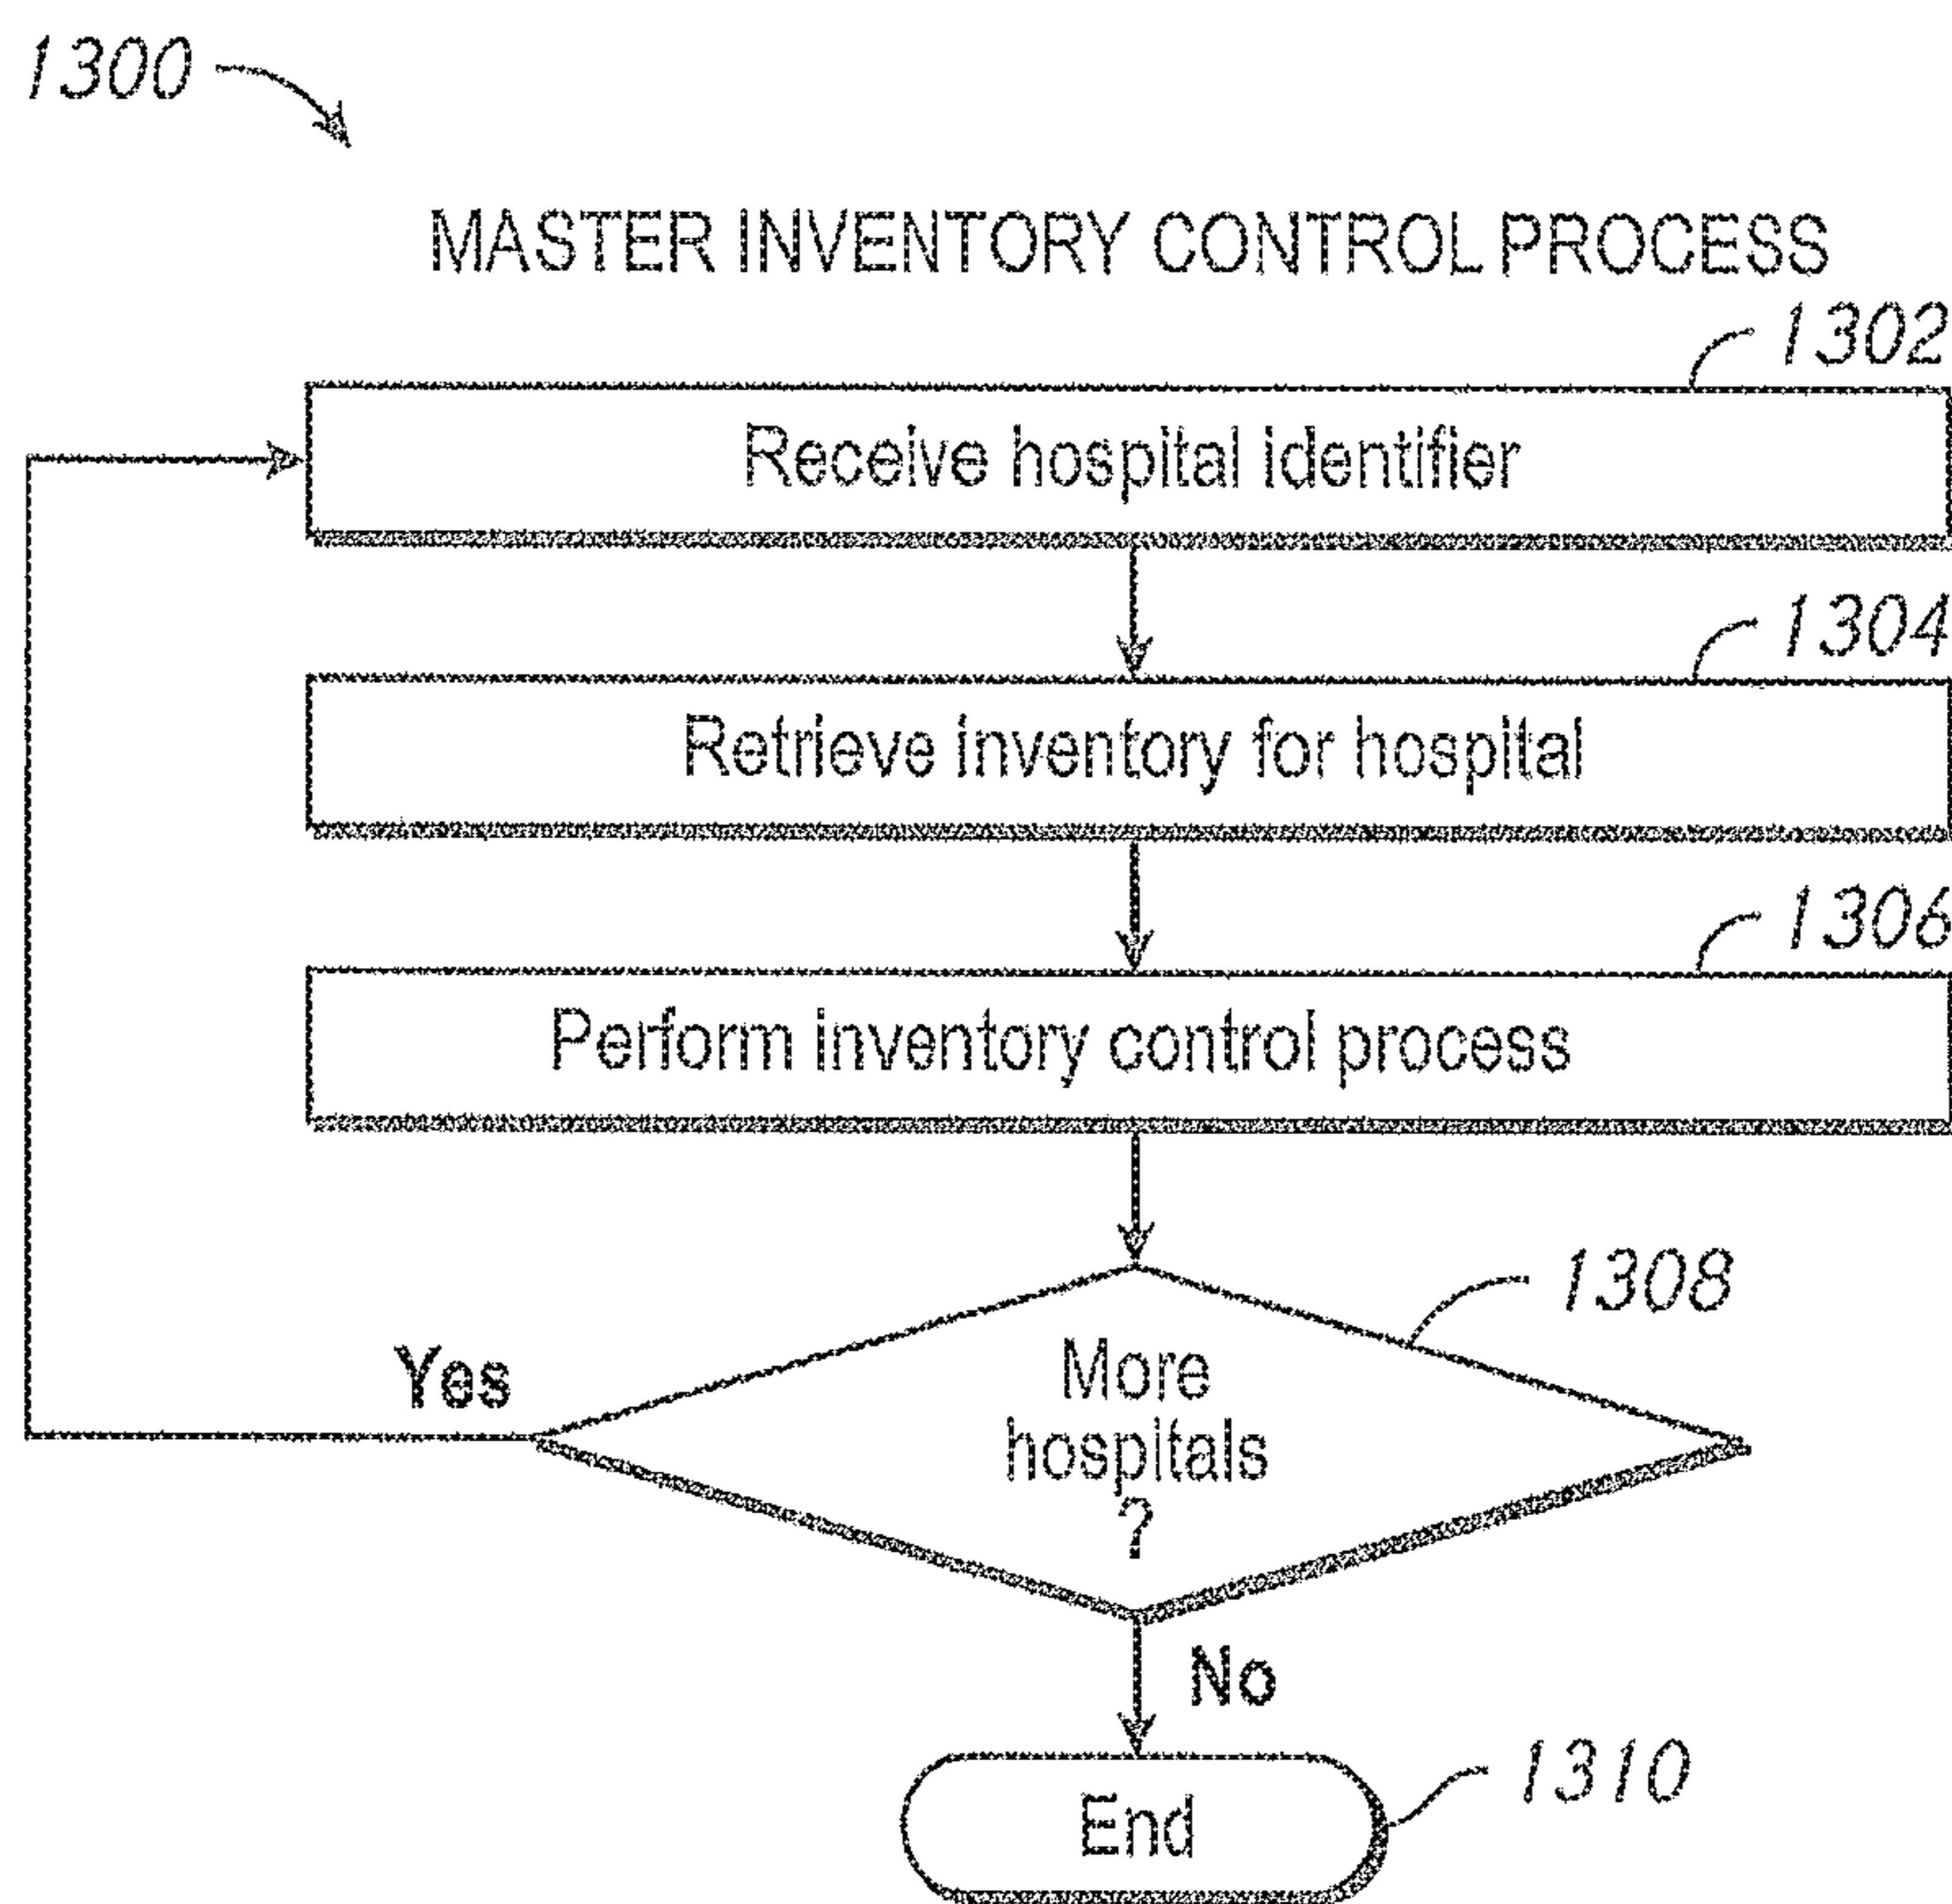 1300
MASTER INVENTORY CONTROL PROCESS
1302
Receive hospital identifier
1304
Retrieve inventory for hospital
1306
Perform inventory control process
1308
Yes
More
hospitals
?
No
1310
End